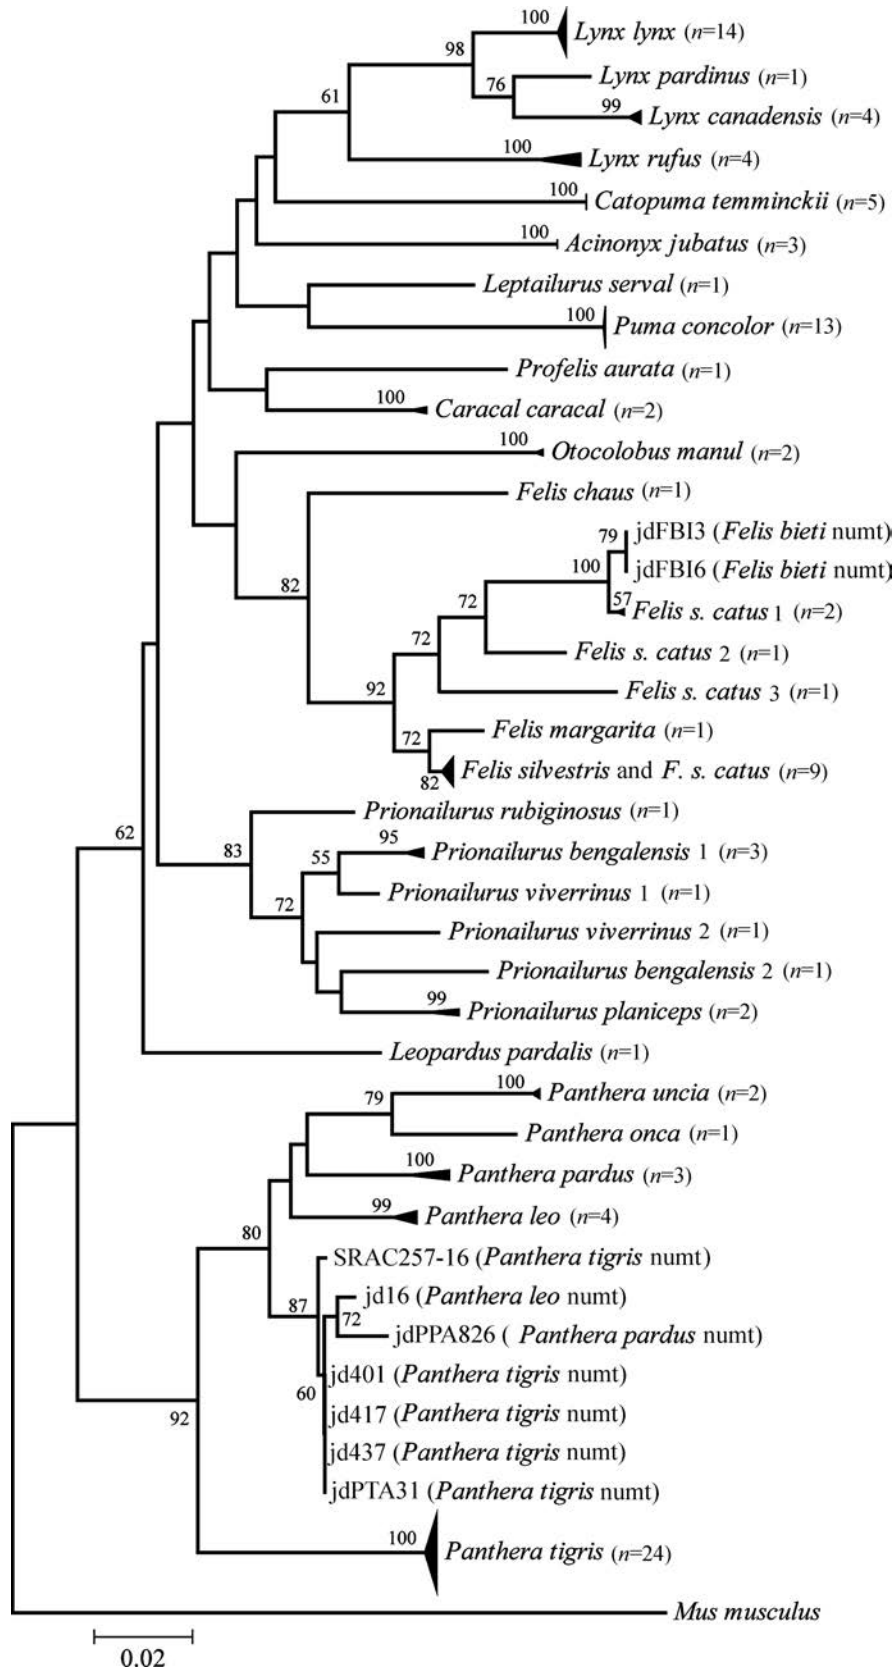 100
Lynx lynx (n=14)
98
Lynx pardinus (n=1)
76
99
Lynx canadensis (n=4)
61
100
Lynx rufus (n=4)
100
Catopuma temminckii (n=5)
100
Acinonyx jubatus (n=3)
Leptailurus serval (n=1)
100
Puma concolor (n=13)
Profelis aurata (n=1)
100
Caracal caracal (n=2)
100
Otocolobus manul (n=2)
Felis chaus (n=1)
79
jdFBI3 (Felis bieti numt)
100
jdFBI6 (Felis bieti numt)
82
57
Felis s. catus 1 (n=2)
72
Felis s. catus 2 (n=1)
72
Felis s. catus 3 (n=1)
92
Felis margarita (n=1)
72
82
Felis silvestris and F. s. catus (n=9)
Prionailurus rubiginosus (n=1)
62
83
95
Prionailurus bengalensis 1 (n=3)
55
Prionailurus viverrinus 1 (n=1)
72
Prionailurus viverrinus 2 (n=1)
Prionailurus bengalensis 2 (n=1)
99
Prionailurus planiceps (n=2)
Leopardus pardalis (n=1)
100
Panthera uncia (n=2)
79
Panthera onca (n=1)
100
Panthera pardus (n=3)
99
Panthera leo (n=4)
80
SRAC257-16 (Panthera tigris numt)
87
jd16 (Panthera leo numt)
72
jdPPA826 ( Panthera pardus numt)
jd401 (Panthera tigris numt)
60
jd417 (Panthera tigris numt)
92
jd437 (Panthera tigris numt)
jdPTA31 (Panthera tigris numt)
100
Panthera tigris (n=24)
Mus musculus
0.02